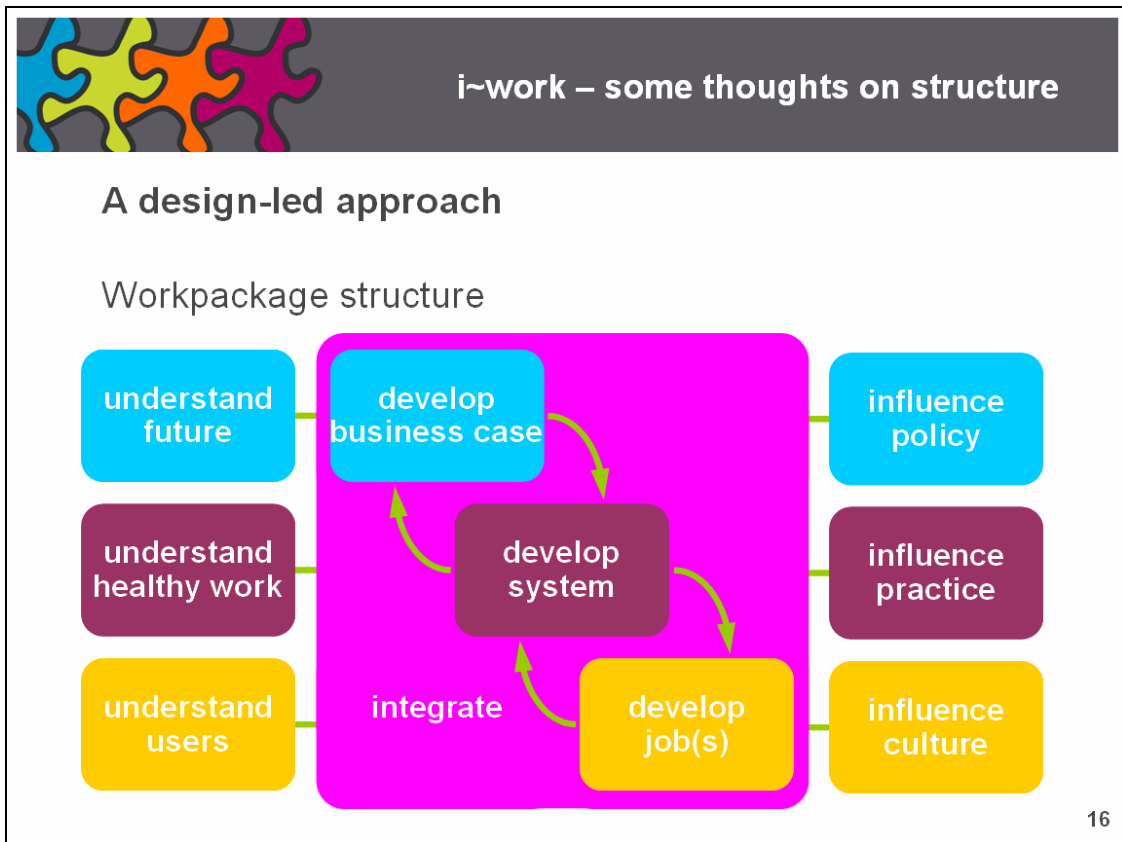 i~work – some thoughts on structure
A design-led approach
Workpackage structure
understand
future
develop
business case
influence
policy
understand
healthy work
develop
system
influence
practice
understand
users
integrate
develop
job(s)
influence
culture
16